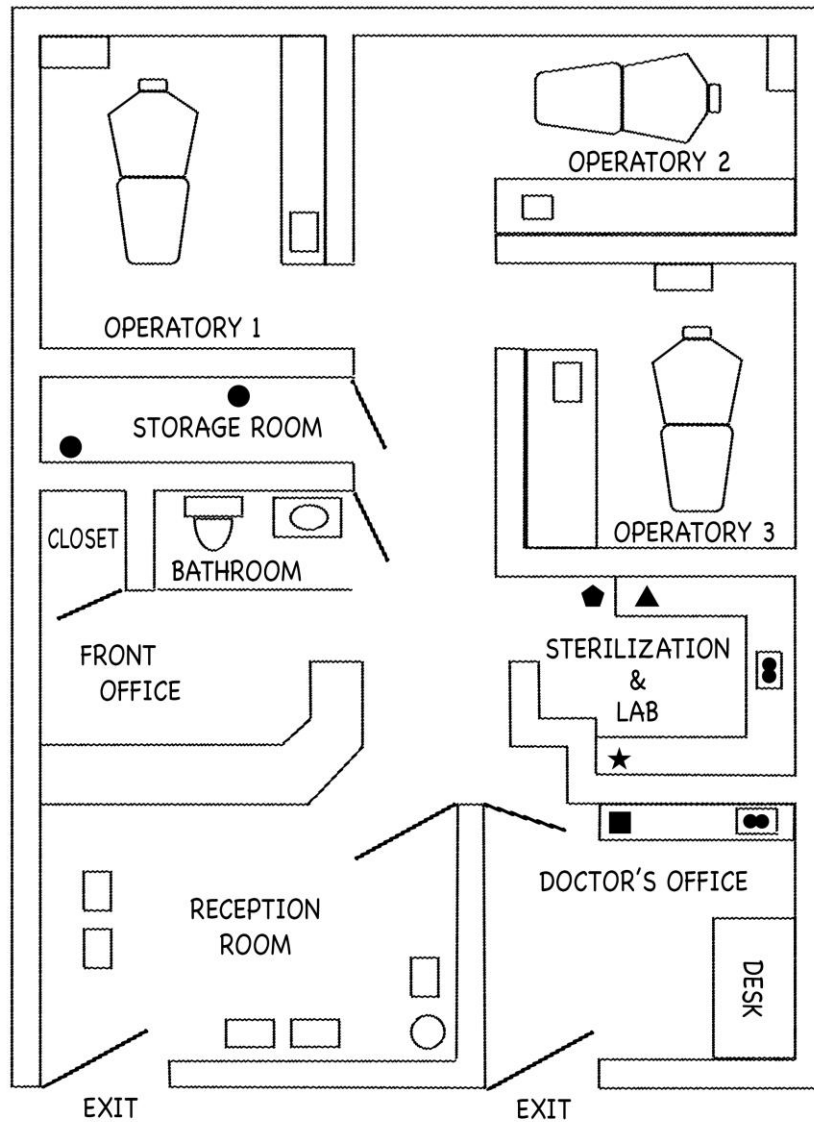 OPERATORY 2
OPERATORY 1
STORAGE ROOM
OPERATORY 3
CLOSET
BATHROOM
FRONT
OFFICE
STERILIZATION
&
LAB
DOCTOR'S OFFICE
RECEPTION
ROOM
DESK
EXIT
EXIT